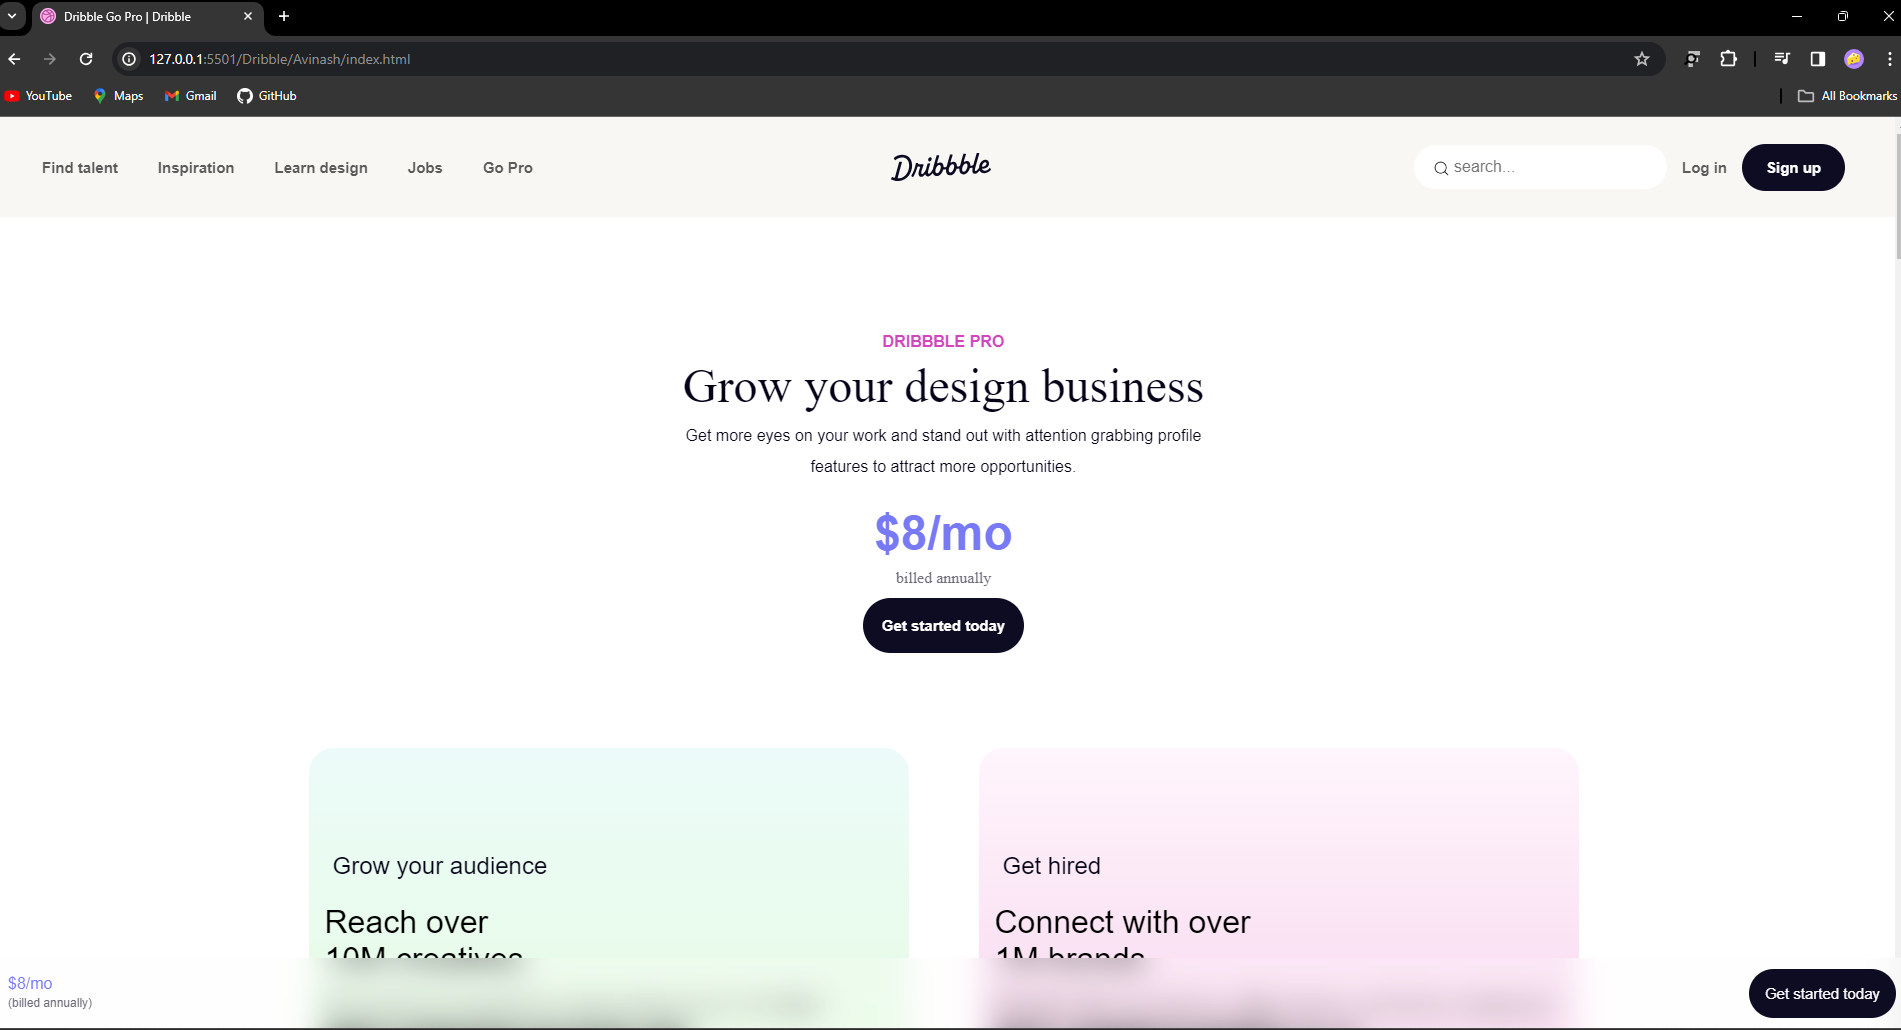 Dribble Go Pro | Dribble
127.0.0.1:5501/Dribble/Avinash/index.html
YouTube Maps Gmail GitHub All Bookmarks
Find talent Inspiration Learn design Jobs Go Pro Dribbble search... Log in Sign up
DRIBBBLE PRO
Grow your design business
Get more eyes on your work and stand out with attention grabbing profile
features to attract more opportunities.
$8/mo
billed annually
Get started today
Grow your audience
Reach over
10M creatives
Get hired
Connect with over
1M brands
$8/mo
(billed annually)
Get started today